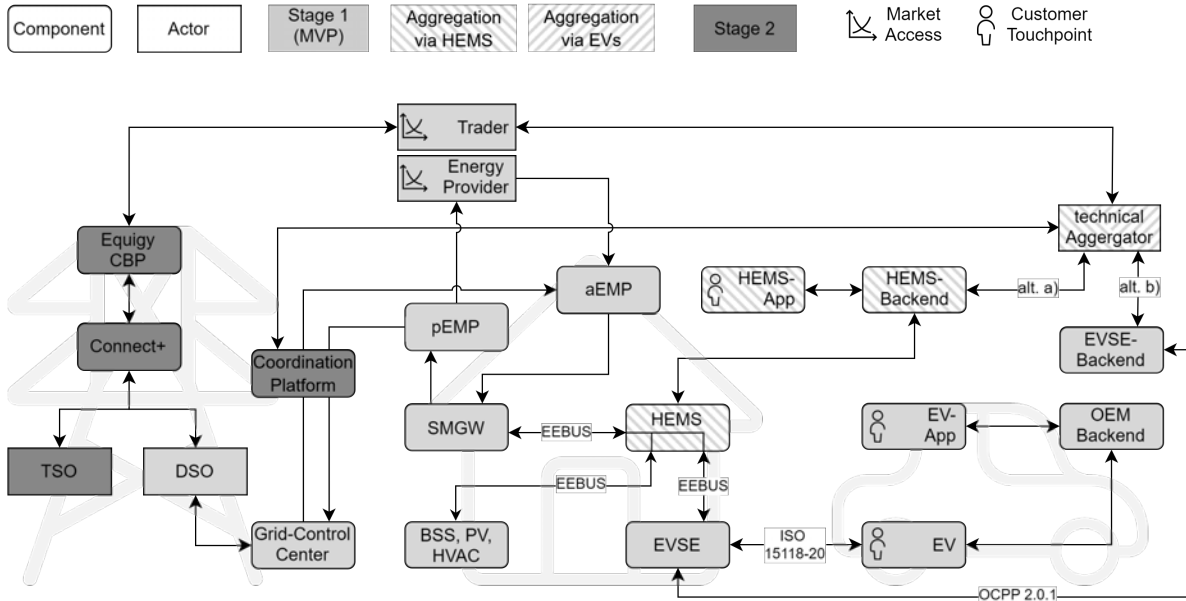 Component
Actor
Stage 1
(MVP)
Aggregation
via HEMS
Aggregation
via EVs
Stage 2
Market
Access
Customer
Touchpoint
Trader
Energy
Provider
technical
Aggergator
Equigy
CBP
aEMP
HEMS-
App
HEMS-
Backend
alt. a)
alt. b)
pEMP
Connect+
Coordination
Platform
EVSE-
Backend
SMGW
EEBUS
HEMS
EV-
App
OEM
Backend
TSO
DSO
EEBUS
EEBUS
Grid-Control
Center
BSS, PV,
HVAC
EVSE
ISO
15118-20
EV
OCPP 2.0.1